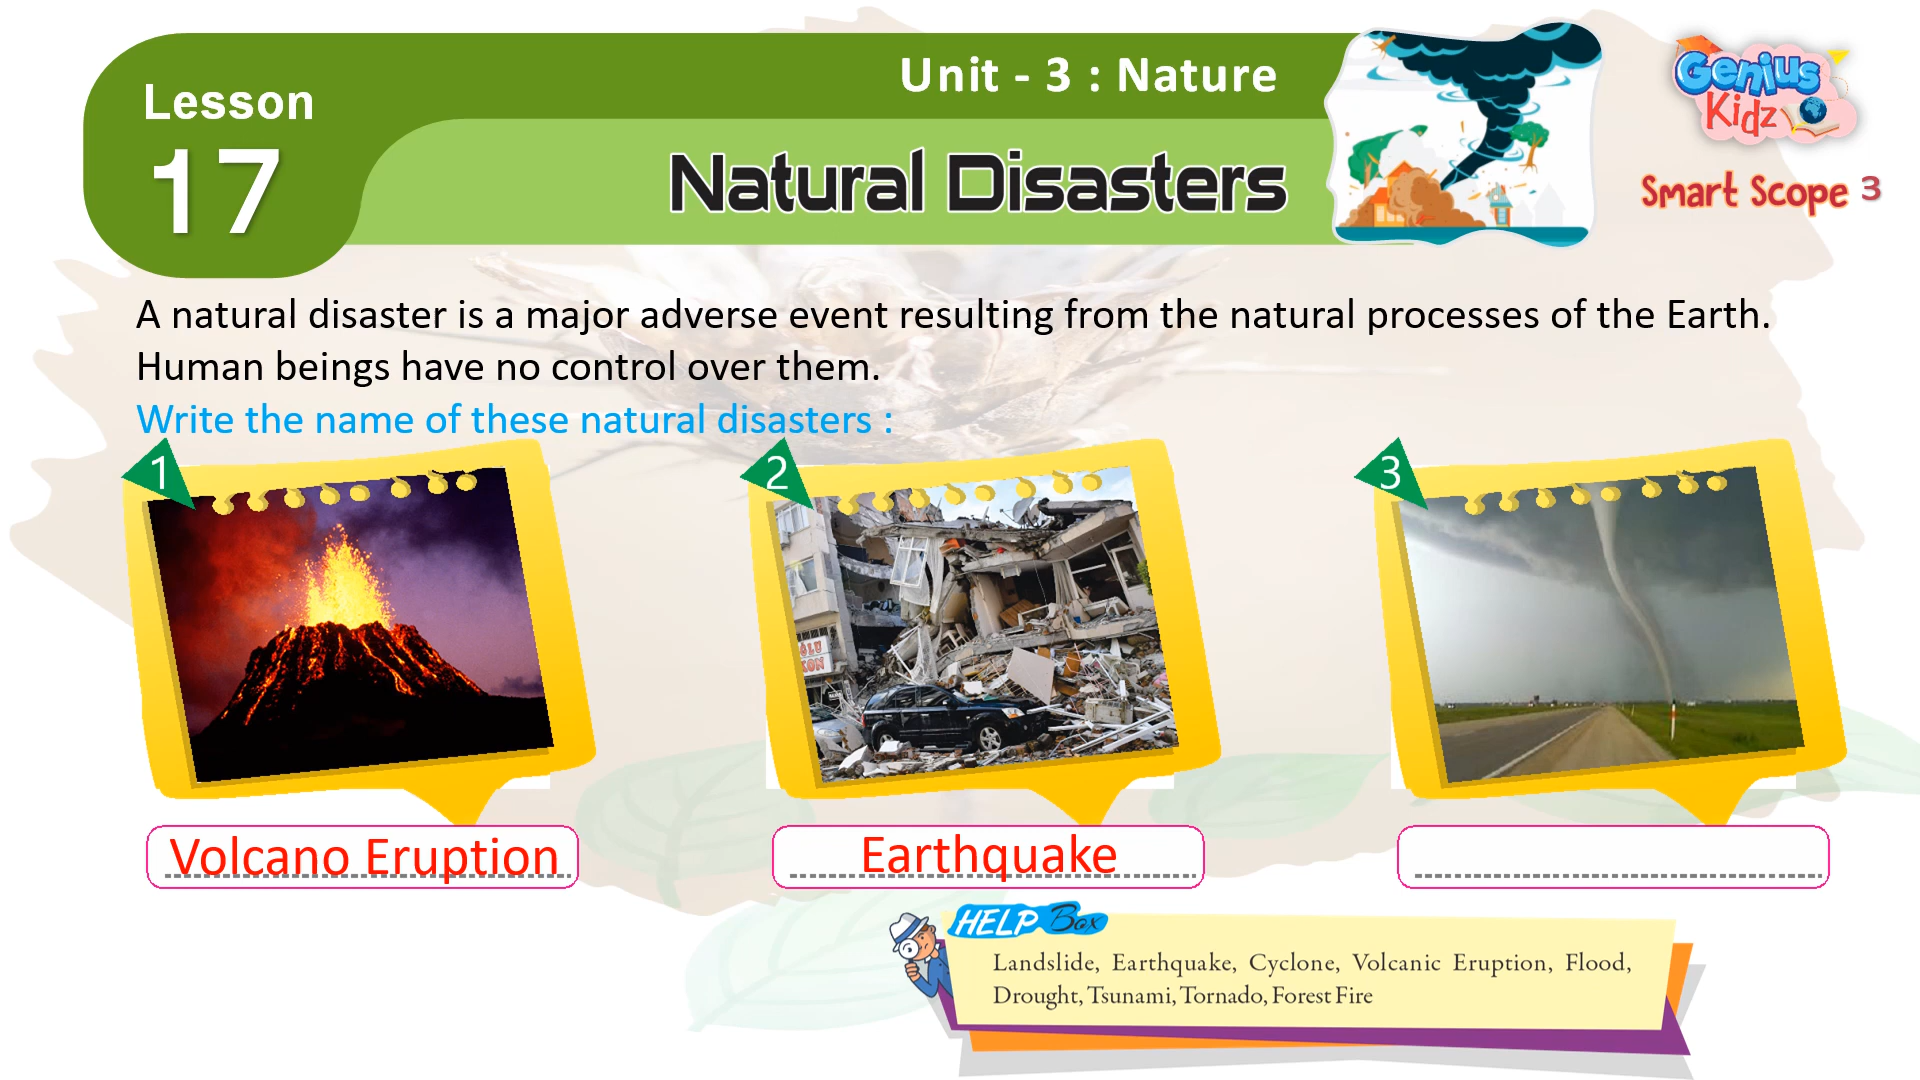 Lesson
17
Unit - 3 : Nature
Natural Disasters
Genius
Kidz
Smart Scope 3
A natural disaster is a major adverse event resulting from the natural processes of the Earth.
Human beings have no control over them.
Write the name of these natural disasters :
1
2
3
ĞLU
KON
Volcano Eruption
Earthquake
HELP Box
Landslide, Earthquake, Cyclone, Volcanic Eruption, Flood,
Drought, Tsunami, Tornado, Forest Fire